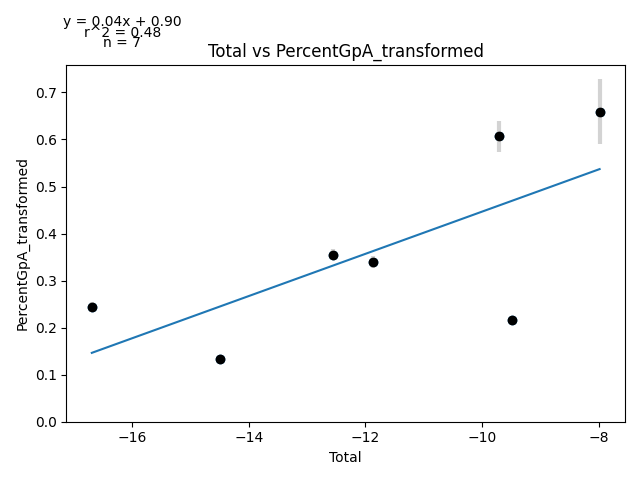 y = 0.04x + 0.90
r^2 = 0.48
n = 7
Total vs PercentGpA_transformed
PercentGpA_transformed
0.7
0.6
0.5
0.4
0.3
0.2
0.1
0.0
−16
−14
−12
−10
−8
Total